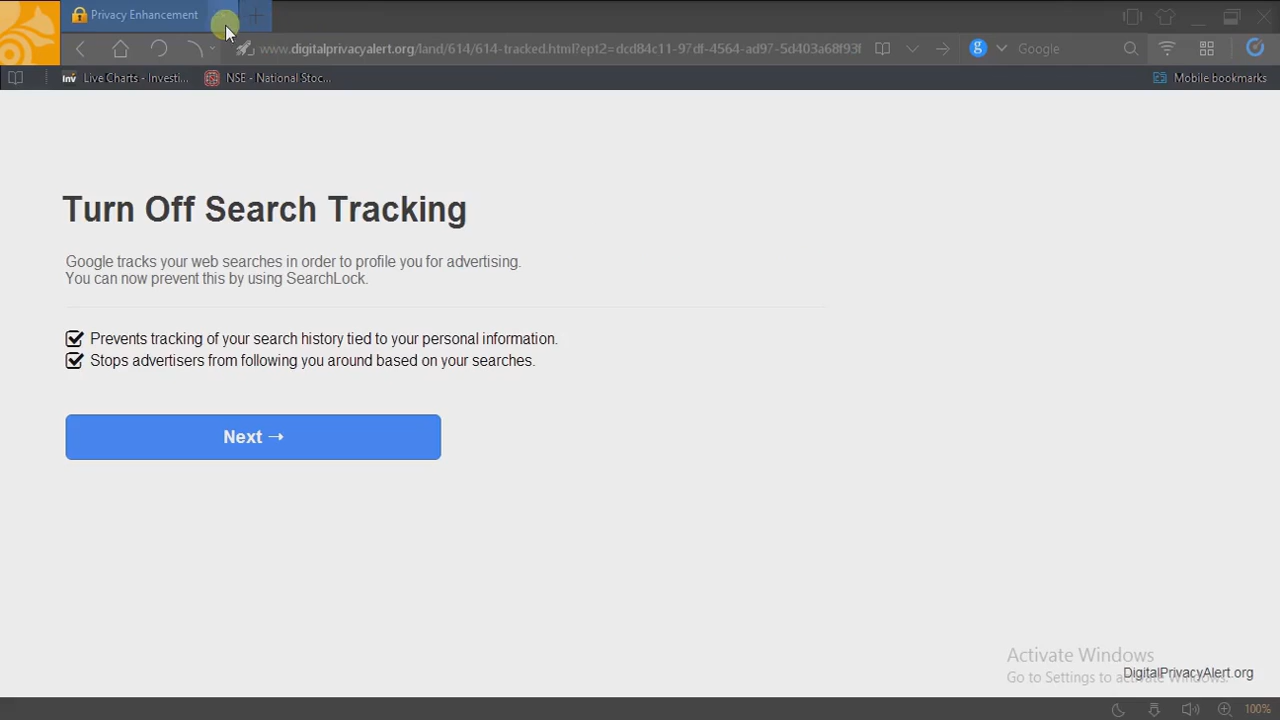 Privacy Enhancement
www.digitalprivacyalert.org/land/614/614-tracked.html?ept2=dcd84c11-97df-4564-ad97-5d403a68f93f
g
Google
Inv
Live Charts - Investi...
NSE - National Stoc...
Mobile bookmarks
Turn Off Search Tracking
Google tracks your web searches in order to profile you for advertising.
You can now prevent this by using SearchLock.
Prevents tracking of your search history tied to your personal information.
Stops advertisers from following you around based on your searches.
Next →
Activate Windows
DigitalPrivacyAlert.org
Go to Settings to activate Windows.
100%